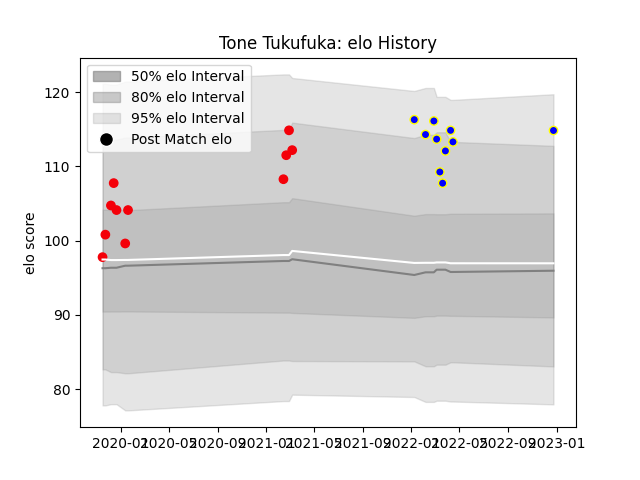 Tone Tukufuka: elo History
50% elo Interval
80% elo Interval
95% elo Interval
Post Match elo
elo score
120
110
100
90
80
2020-01 2020-05 2020-09 2021-01 2021-05 2021-09 2022-01 2022-05 2022-09 2023-01